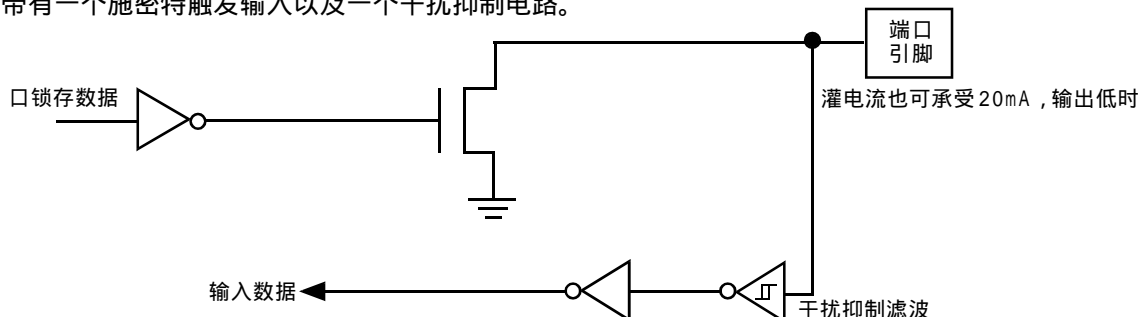 带有一个施密特触发输入以及一个干扰抑制电路。
端口
引脚
口锁存数据
灌电流也可承受20mA,输出低时
输入数据
干扰抑制滤波